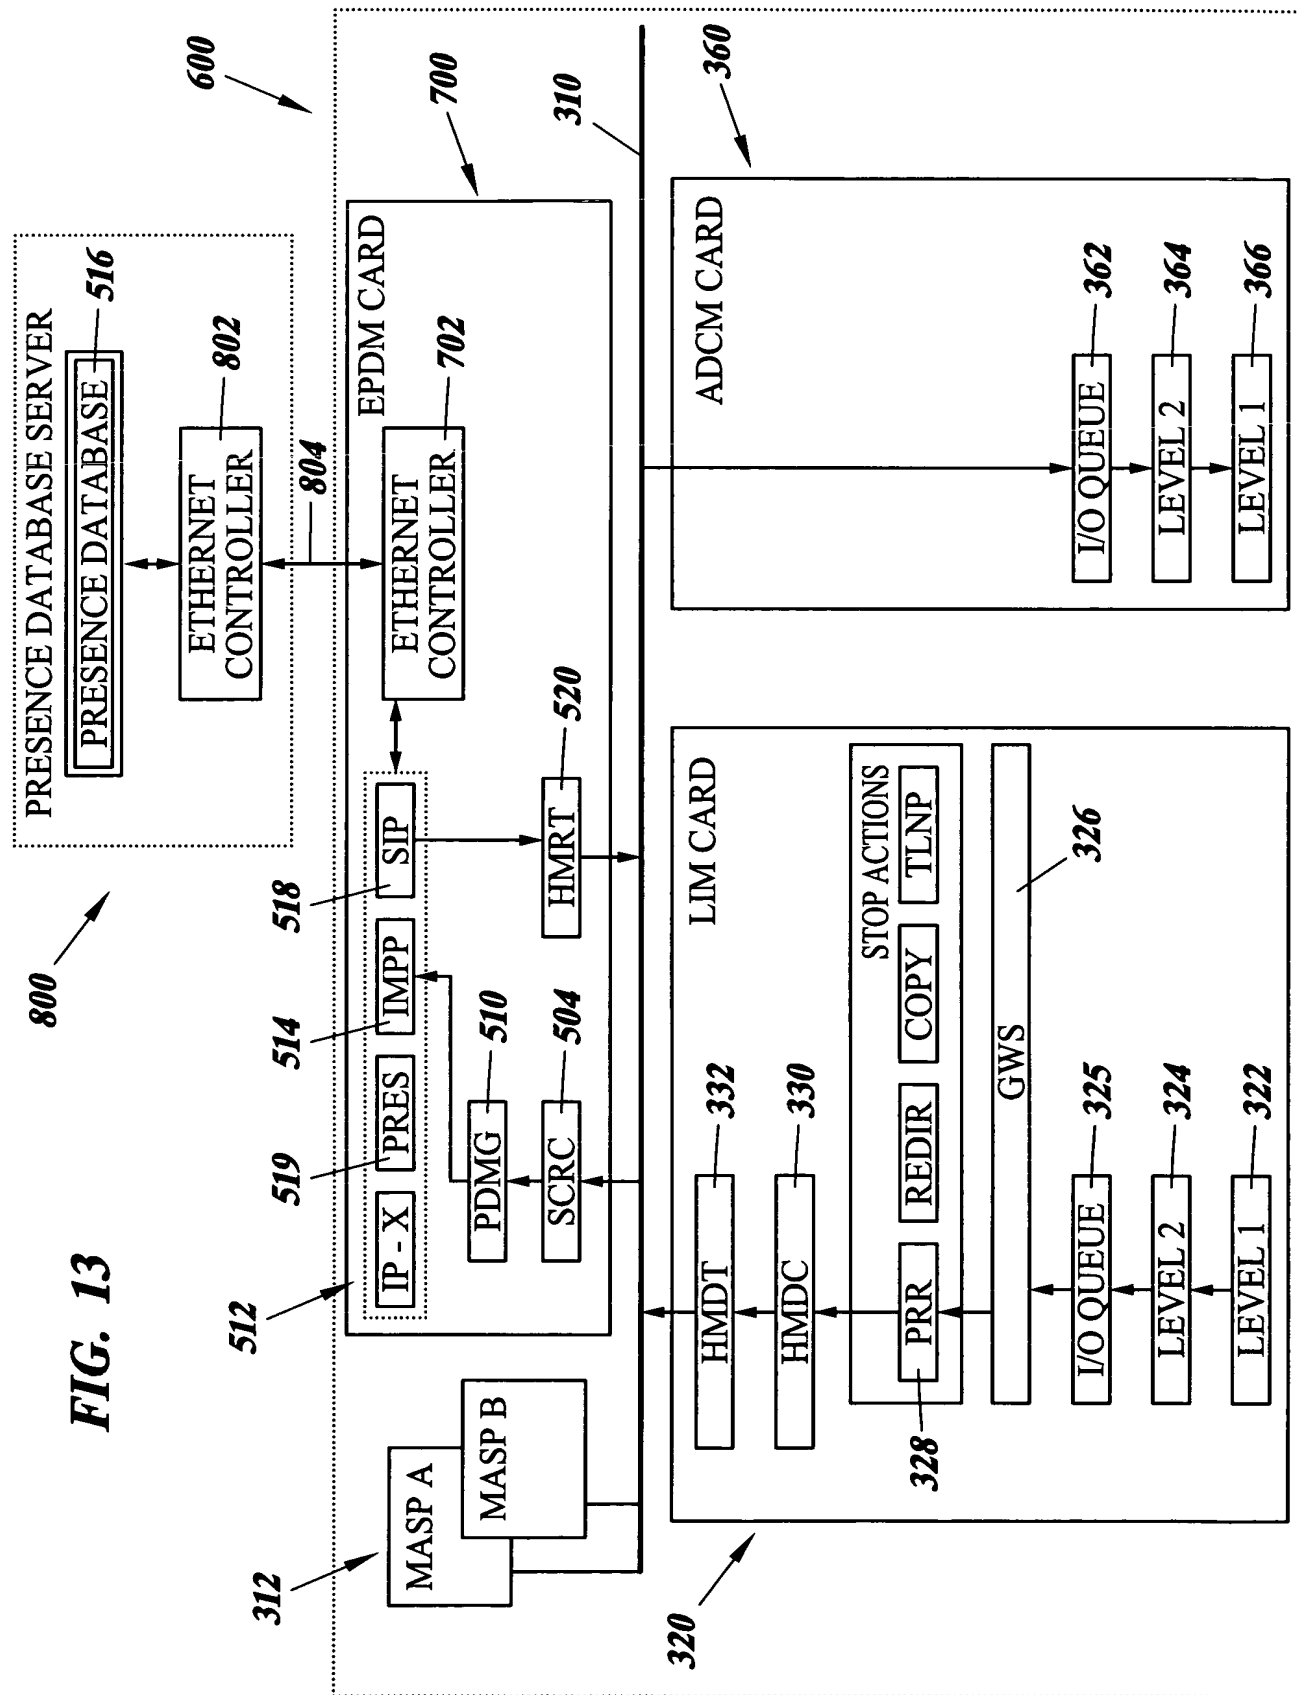 FIG. 13
800
PRESENCE DATABASE SERVER
PRESENCE DATABASE
516
ETHERNET
CONTROLLER
802
804
600
312
MASP A
MASP B
512
EPDM CARD
700
IP - X
PRES
IMPP
SIP
519
514
518
ETHERNET
CONTROLLER
702
PDMG
510
SCRC
504
HMRT
520
310
320
LIM CARD
HMDT
332
HMDC
330
STOP ACTIONS
PRR
REDIR
COPY
TLNP
328
GWS
326
I/O QUEUE
325
LEVEL 2
324
LEVEL 1
322
360
ADCM CARD
I/O QUEUE
362
LEVEL 2
364
LEVEL 1
366